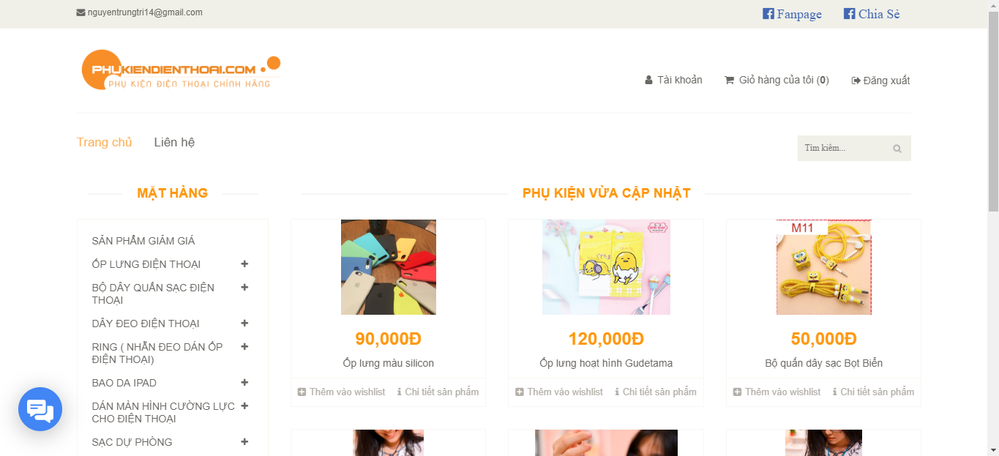 nguyentrungtri14@gmail.com
Fanpage
Chia Sẻ
PHUKIENDIENTHOAI.COM
PHỤ KIỆN ĐIỆN THOẠI CHÍNH HÃNG
Tài khoản
Giỏ hàng của tôi (0)
Đăng xuất
Trang chủ
Liên hệ
Tìm kiếm...
MẶT HÀNG
PHỤ KIỆN VỪA CẬP NHẬT
SẢN PHẨM GIẢM GIÁ
ỐP LƯNG ĐIỆN THOẠI
BỘ DÂY QUẤN SẠC ĐIỆN
THOẠI
DÂY ĐEO ĐIỆN THOẠI
RING ( NHẪN ĐEO DÁN ỐP
ĐIỆN THOẠI)
BAO DA IPAD
DÁN MÀN HÌNH CƯỜNG LỰC
CHO ĐIỆN THOẠI
SẠC DỰ PHÒNG
90,000Đ
Ốp lưng màu silicon
Thêm vào wishlist
Chi tiết sản phẩm
120,000Đ
Ốp lưng hoạt hình Gudetama
Thêm vào wishlist
Chi tiết sản phẩm
M11
50,000Đ
Bộ quấn dây sạc Bọt Biển
Thêm vào wishlist
Chi tiết sản phẩm